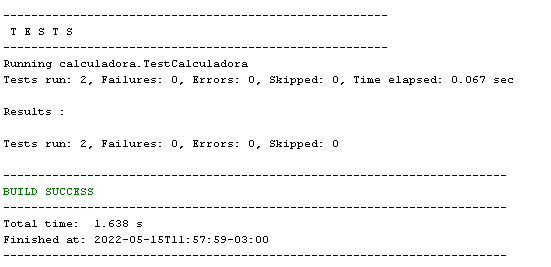 -------------------------------------------------------
 T E S T S
-------------------------------------------------------
Running calculadora.TestCalculadora
Tests run: 2, Failures: 0, Errors: 0, Skipped: 0, Time elapsed: 0.067 sec
Results :
Tests run: 2, Failures: 0, Errors: 0, Skipped: 0
------------------------------------------------------------------------
BUILD SUCCESS
------------------------------------------------------------------------
Total time:  1.638 s
Finished at: 2022-05-15T11:57:59-03:00
------------------------------------------------------------------------